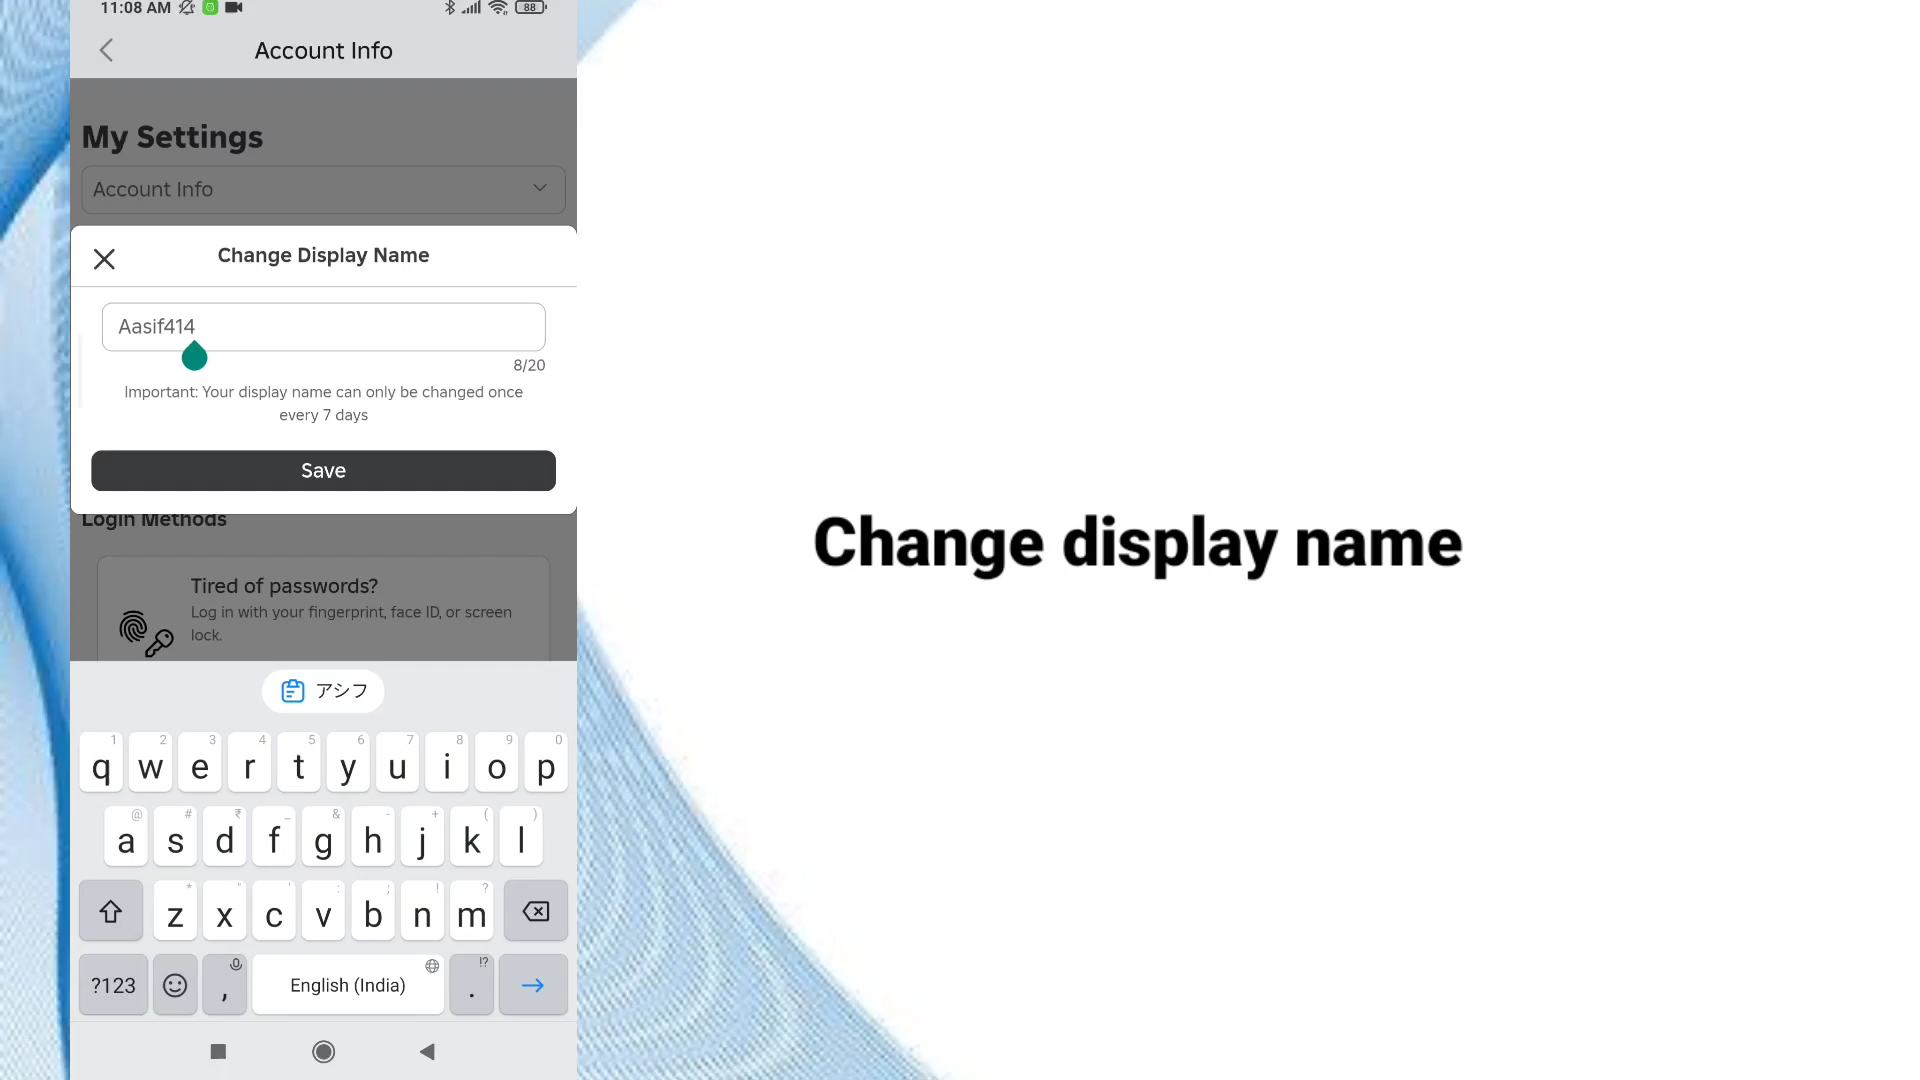 11:08 AM
88
Account Info
My Settings
Account Info
Change Display Name
Aasif414
8/20
Important: Your display name can only be changed once
every 7 days
Save
Login Methods
Tired of passwords?
Log in with your fingerprint, face ID, or screen
lock.
アシフ
1 2 3 4 5 6 7 8 9 0
q w e r t y u i o p
@ # ₹ _ & - + ( )
a s d f g h j k l
* " ' : ; ! ?
z x c v b n m
!?
?123 , English (India) .
Change display name